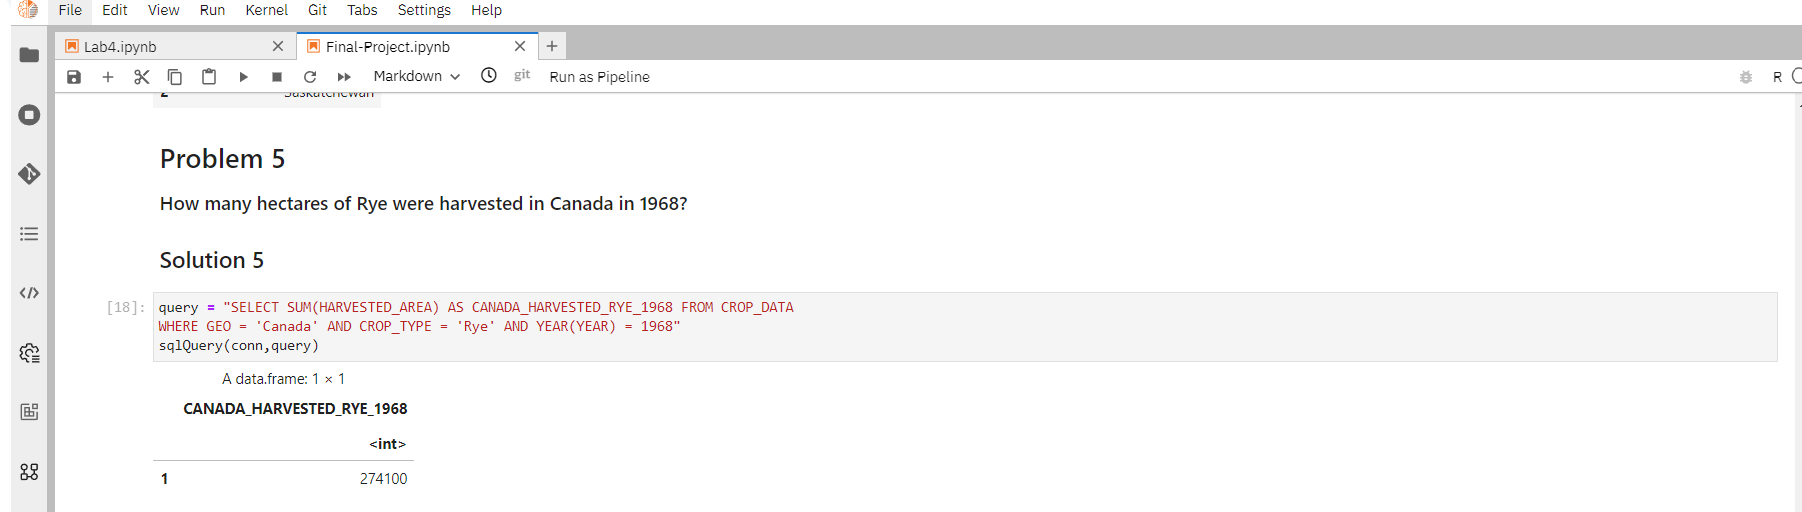 File Edit View Run Kernel Git Tabs Settings Help
Lab4.ipynb
Final-Project.ipynb
Markdown
git
Run as Pipeline
R
2 Saskatchewan
Problem 5
How many hectares of Rye were harvested in Canada in 1968?
Solution 5
[18]: query = "SELECT SUM(HARVESTED_AREA) AS CANADA_HARVESTED_RYE_1968 FROM CROP_DATA
WHERE GEO = 'Canada' AND CROP_TYPE = 'Rye' AND YEAR(YEAR) = 1968"
sqlQuery(conn,query)
A data.frame: 1 × 1
CANADA_HARVESTED_RYE_1968
<int>
1 274100